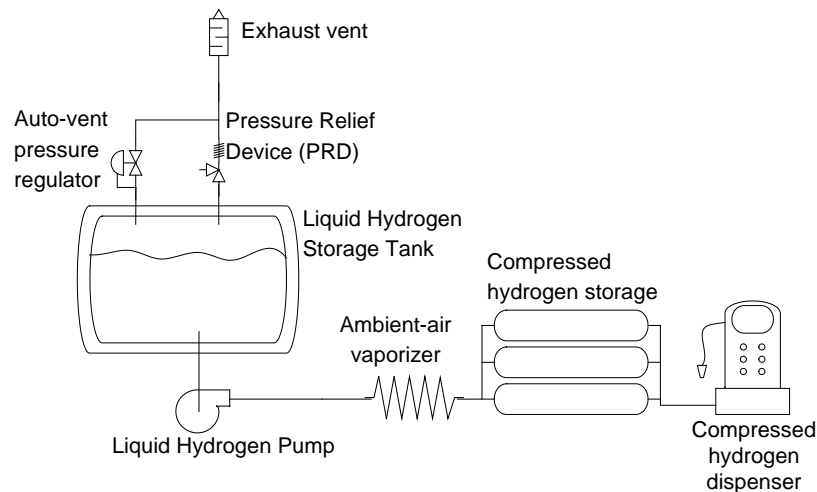 Exhaust vent
Auto-vent
pressure
regulator
Pressure Relief
Device (PRD)
Liquid Hydrogen
Storage Tank
Compressed
hydrogen storage
Ambient-air
vaporizer
Liquid Hydrogen Pump
Compressed
hydrogen
dispenser